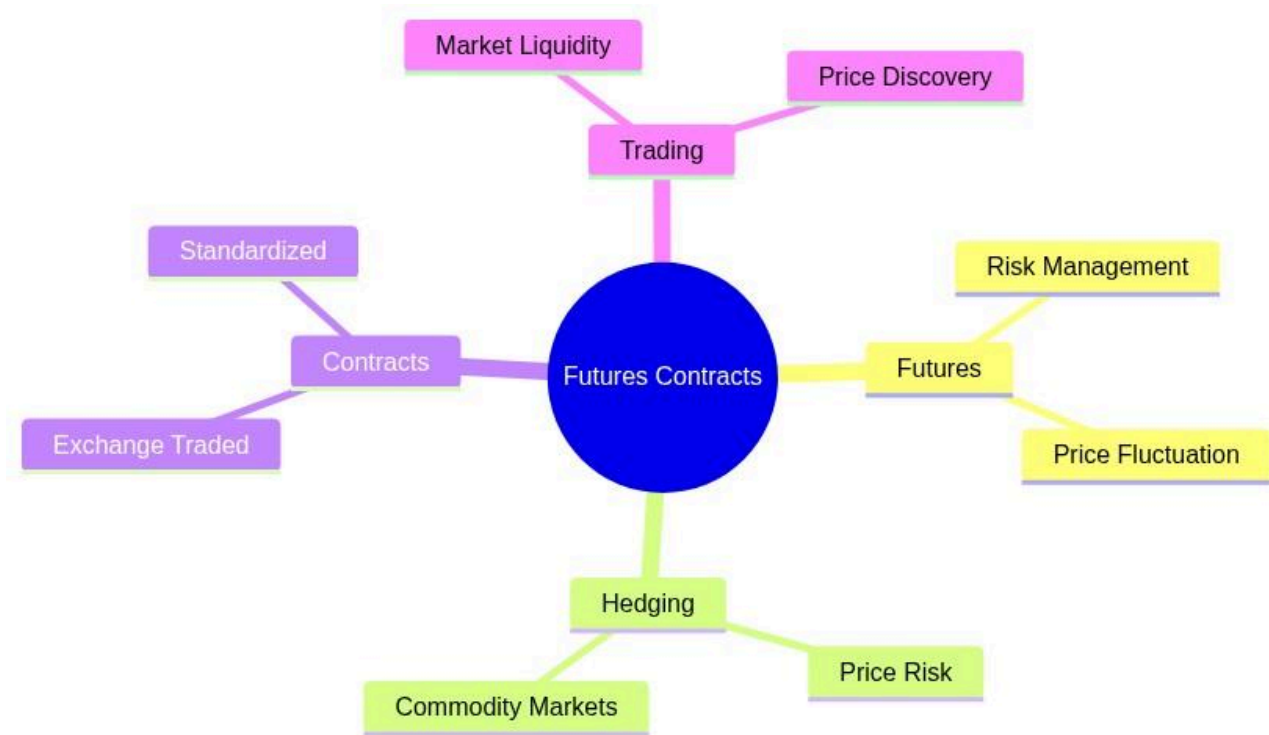 Market Liquidity
Price Discovery
Trading
Standardized
Risk Management
Contracts
Futures Contracts
Futures
Exchange Traded
Price Fluctuation
Hedging
Price Risk
Commodity Markets